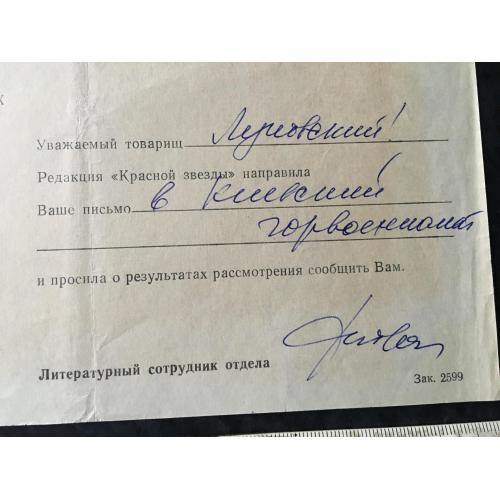 Уважаемый товарищ Луговский!
Редакция «Красной звезды» направила
Ваше письмо в Киевский
горвоенкомат
и просила о результатах рассмотрения сообщить Вам.
Литературный сотрудник отдела
Зак. 2599